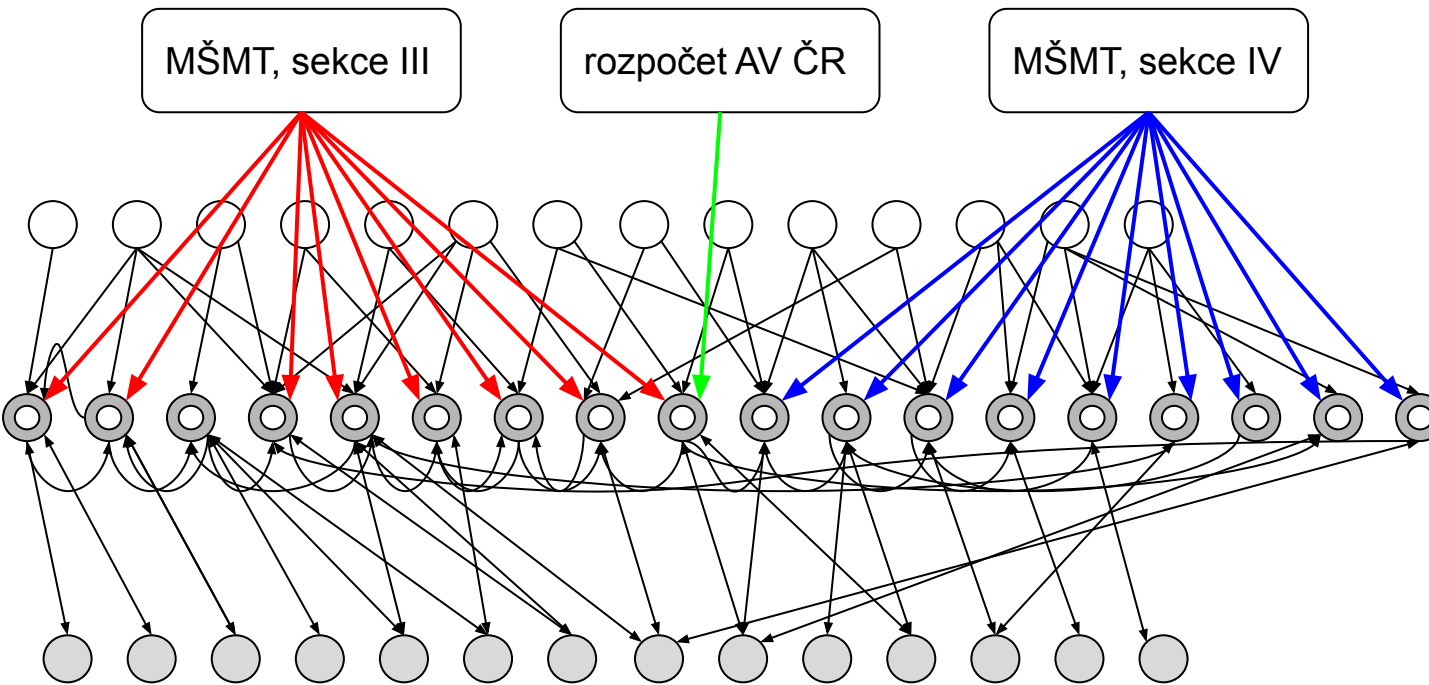 MŠMT, sekce III
rozpočet AV ČR
MŠMT, sekce IV